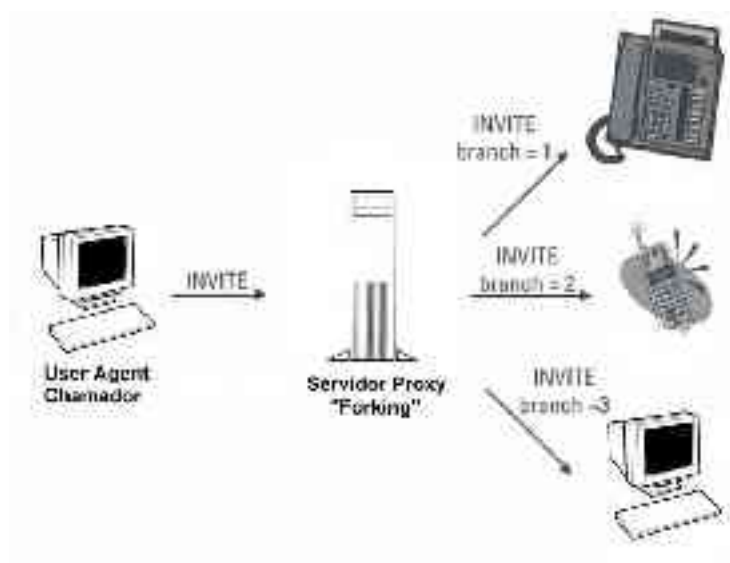 INVITE
branch = 1
INVITE
INVITE
branch = 2
User Agent
Chamador
Servidor Proxy
"Forking"
INVITE
branch =3